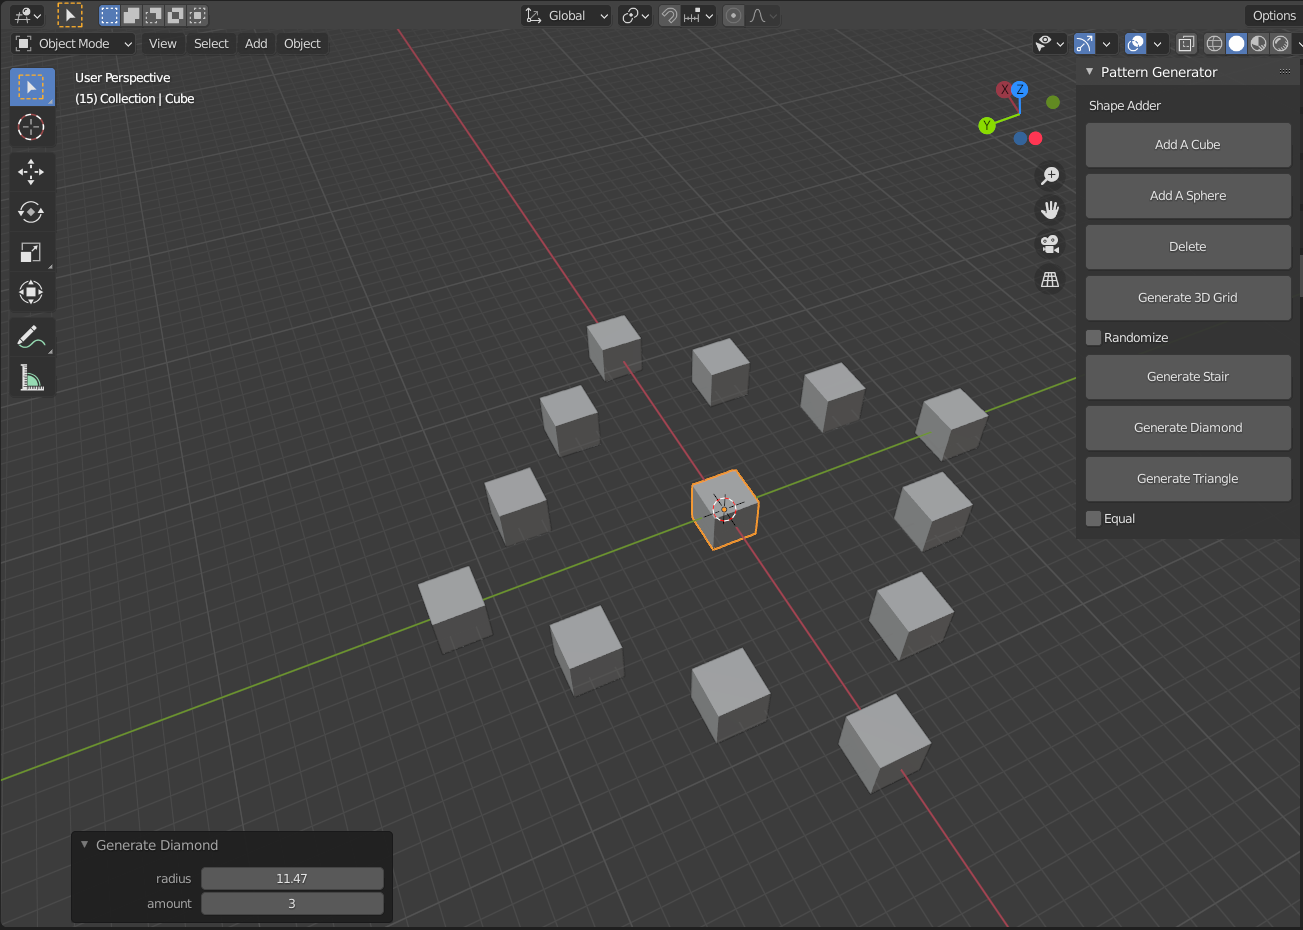 Global
Options
Object Mode
View
Select
Add
Object
User Perspective
(15) Collection | Cube
X
Z
Y
Pattern Generator
Shape Adder
Add A Cube
Add A Sphere
Delete
Generate 3D Grid
Randomize
Generate Stair
Generate Diamond
Generate Triangle
Equal
Generate Diamond
radius 11.47
amount 3